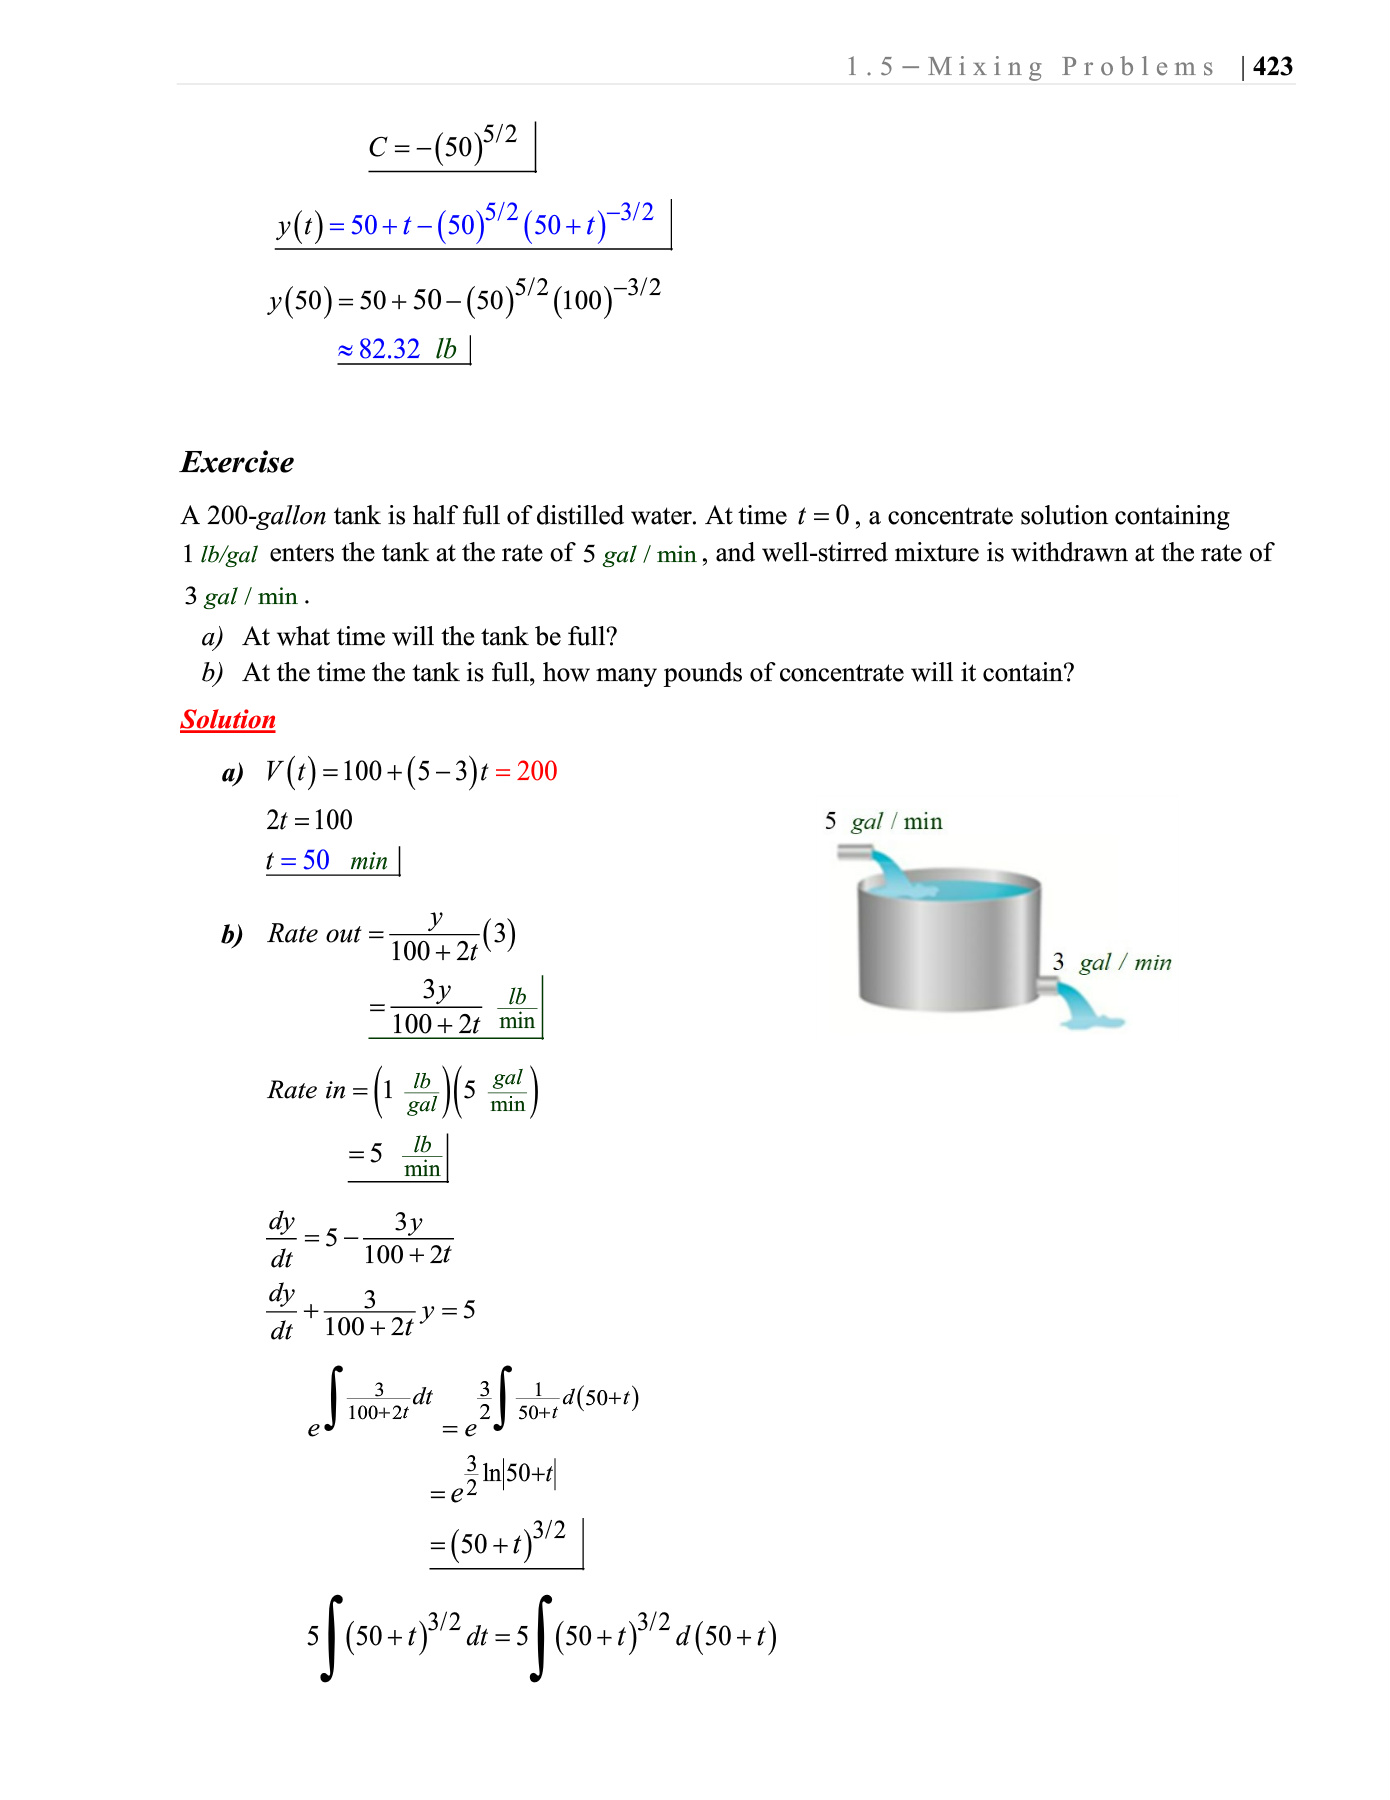 1.5 – Mixing Problems | 423
C = −(50)^{5/2}
y(t) = 50 + t − (50)^{5/2} (50 + t)^{−3/2}
y(50) = 50 + 50 − (50)^{5/2} (100)^{−3/2}
≈ 82.32 lb
Exercise
A 200-gallon tank is half full of distilled water. At time t = 0, a concentrate solution containing
1 lb/gal enters the tank at the rate of 5 gal / min, and well-stirred mixture is withdrawn at the rate of
3 gal / min.
a) At what time will the tank be full?
b) At the time the tank is full, how many pounds of concentrate will it contain?
Solution
a) V(t) = 100 + (5 − 3)t = 200
2t = 100
t = 50 min
5 gal / min
3 gal / min
b) Rate out = \frac{y}{100 + 2t}(3)
= \frac{3y}{100 + 2t} \frac{lb}{min}
Rate in = (1 \frac{lb}{gal})(5 \frac{gal}{min})
= 5 \frac{lb}{min}
\frac{dy}{dt} = 5 − \frac{3y}{100 + 2t}
\frac{dy}{dt} + \frac{3}{100 + 2t} y = 5
e^{∫ \frac{3}{100+2t} dt} = e^{\frac{3}{2} ∫ \frac{1}{50+t} d(50+t)}
= e^{\frac{3}{2} ln|50+t|}
= (50 + t)^{3/2}
5 ∫ (50 + t)^{3/2} dt = 5 ∫ (50 + t)^{3/2} d(50 + t)